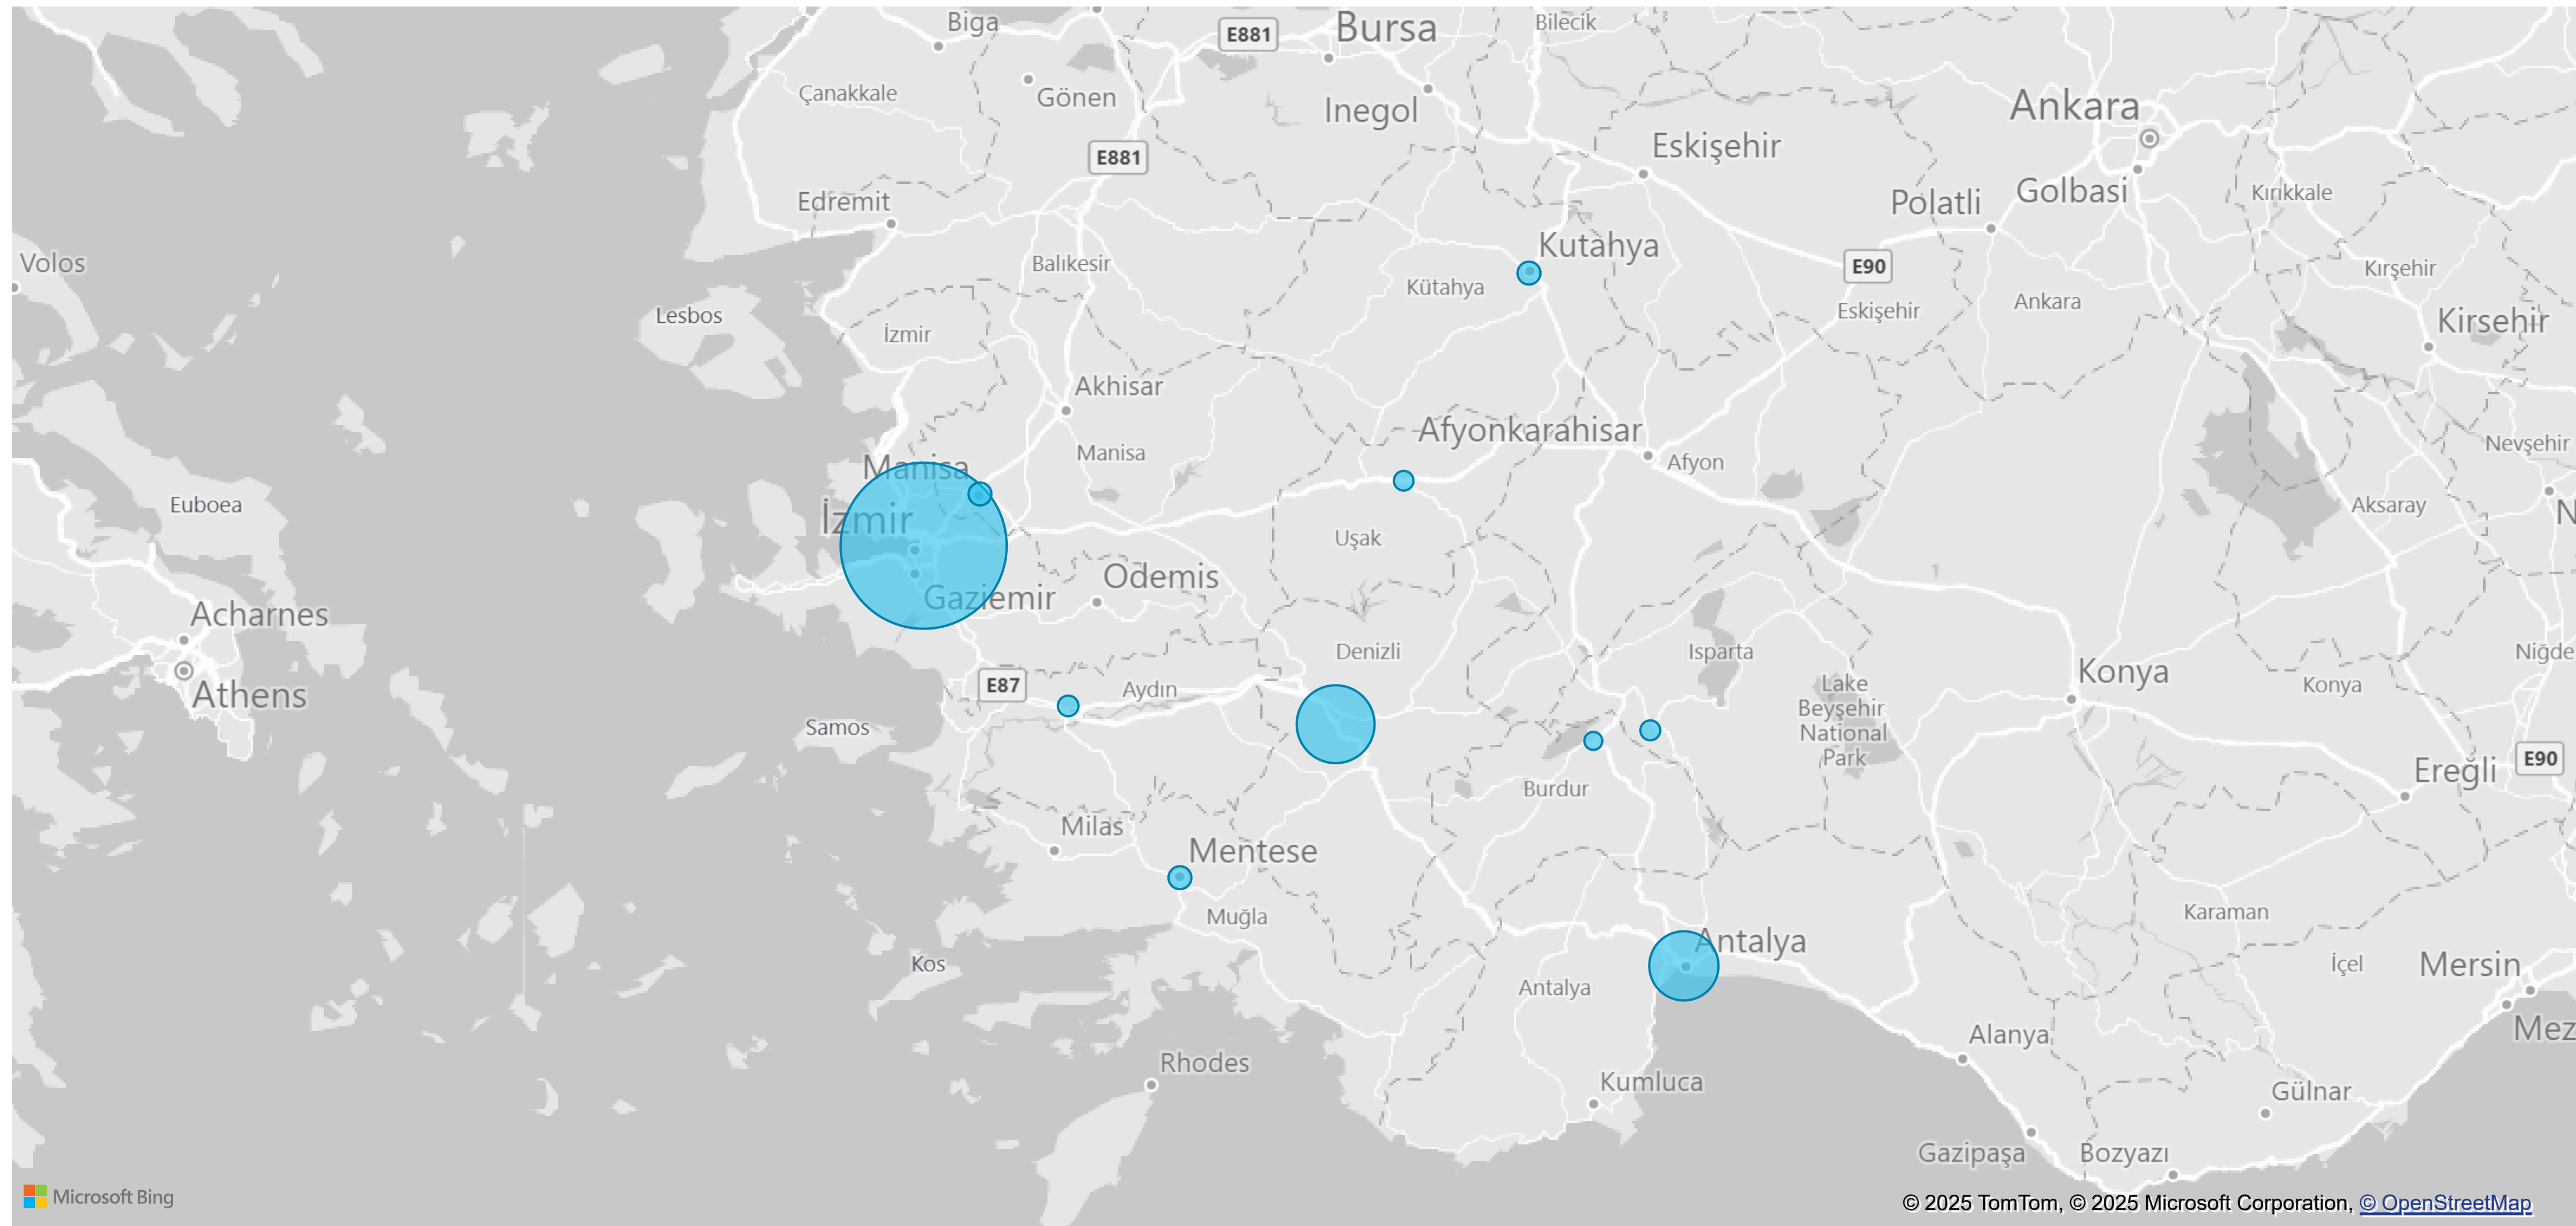 Biga
E881
Bursa
Bilecik
Çanakkale
Gönen
Inegol
Ankara
E881
Eskişehir
Edremit
Polatli
Golbasi
Kırıkkale
Volos
Balıkesir
Kutahya
E90
Kütahya
Kırşehir
Lesbos
İzmir
Eskişehir
Ankara
Kirsehir
Akhisar
Manisa
Afyonkarahisar
Afyon
Nevşehir
Manisa
Euboea
İzmir
Aksaray
N
Uşak
Odemis
Gaziemir
Acharnes
Denizli
Isparta
Niğde
Konya
E87
Aydın
Athens
Lake
Beyşehir
National
Park
Konya
Samos
Burdur
Ereğli
E90
Milas
Mentese
Muğla
Karaman
Kos
Antalya
Antalya
İçel
Mersin
Alanya
Mez
Rhodes
Kumluca
Gülnar
Gazipaşa
Bozyazı
Microsoft Bing
© 2025 TomTom, © 2025 Microsoft Corporation, © OpenStreetMap